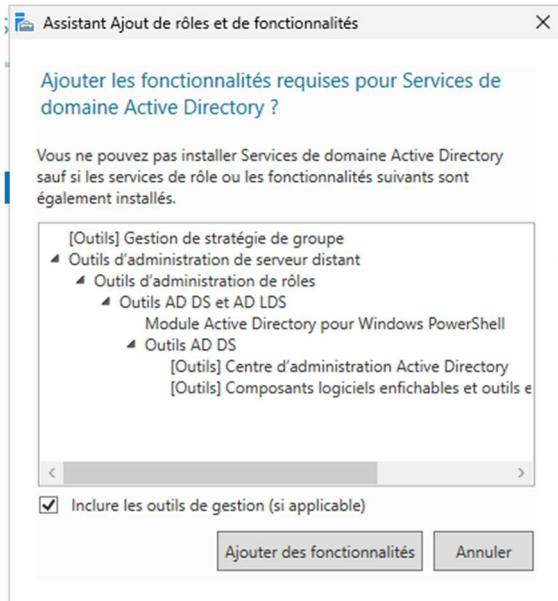 Assistant Ajout de rôles et de fonctionnalités
Ajouter les fonctionnalités requises pour Services de
domaine Active Directory ?
Vous ne pouvez pas installer Services de domaine Active Directory
sauf si les services de rôle ou les fonctionnalités suivants sont
également installés.
[Outils] Gestion de stratégie de groupe
Outils d'administration de serveur distant
Outils d'administration de rôles
Outils AD DS et AD LDS
Module Active Directory pour Windows PowerShell
Outils AD DS
[Outils] Centre d'administration Active Directory
[Outils] Composants logiciels enfichables et outils e
Inclure les outils de gestion (si applicable)
Ajouter des fonctionnalités
Annuler